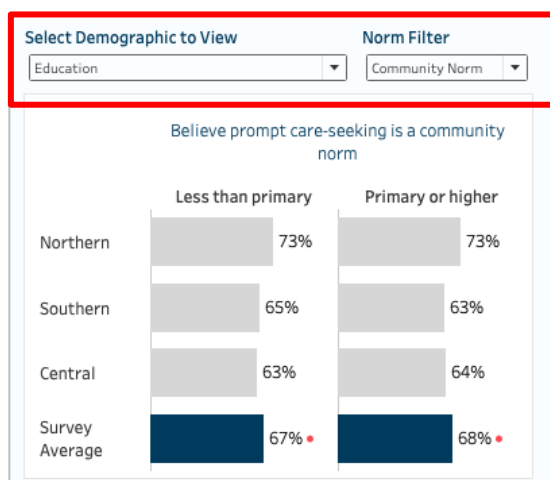 Select Demographic to View Norm Filter
Education Community Norm
Believe prompt care-seeking is a community
norm
Less than primary Primary or higher
Northern 73% 73%
Southern 65% 63%
Central 63% 64%
Survey
Average 67% 68%